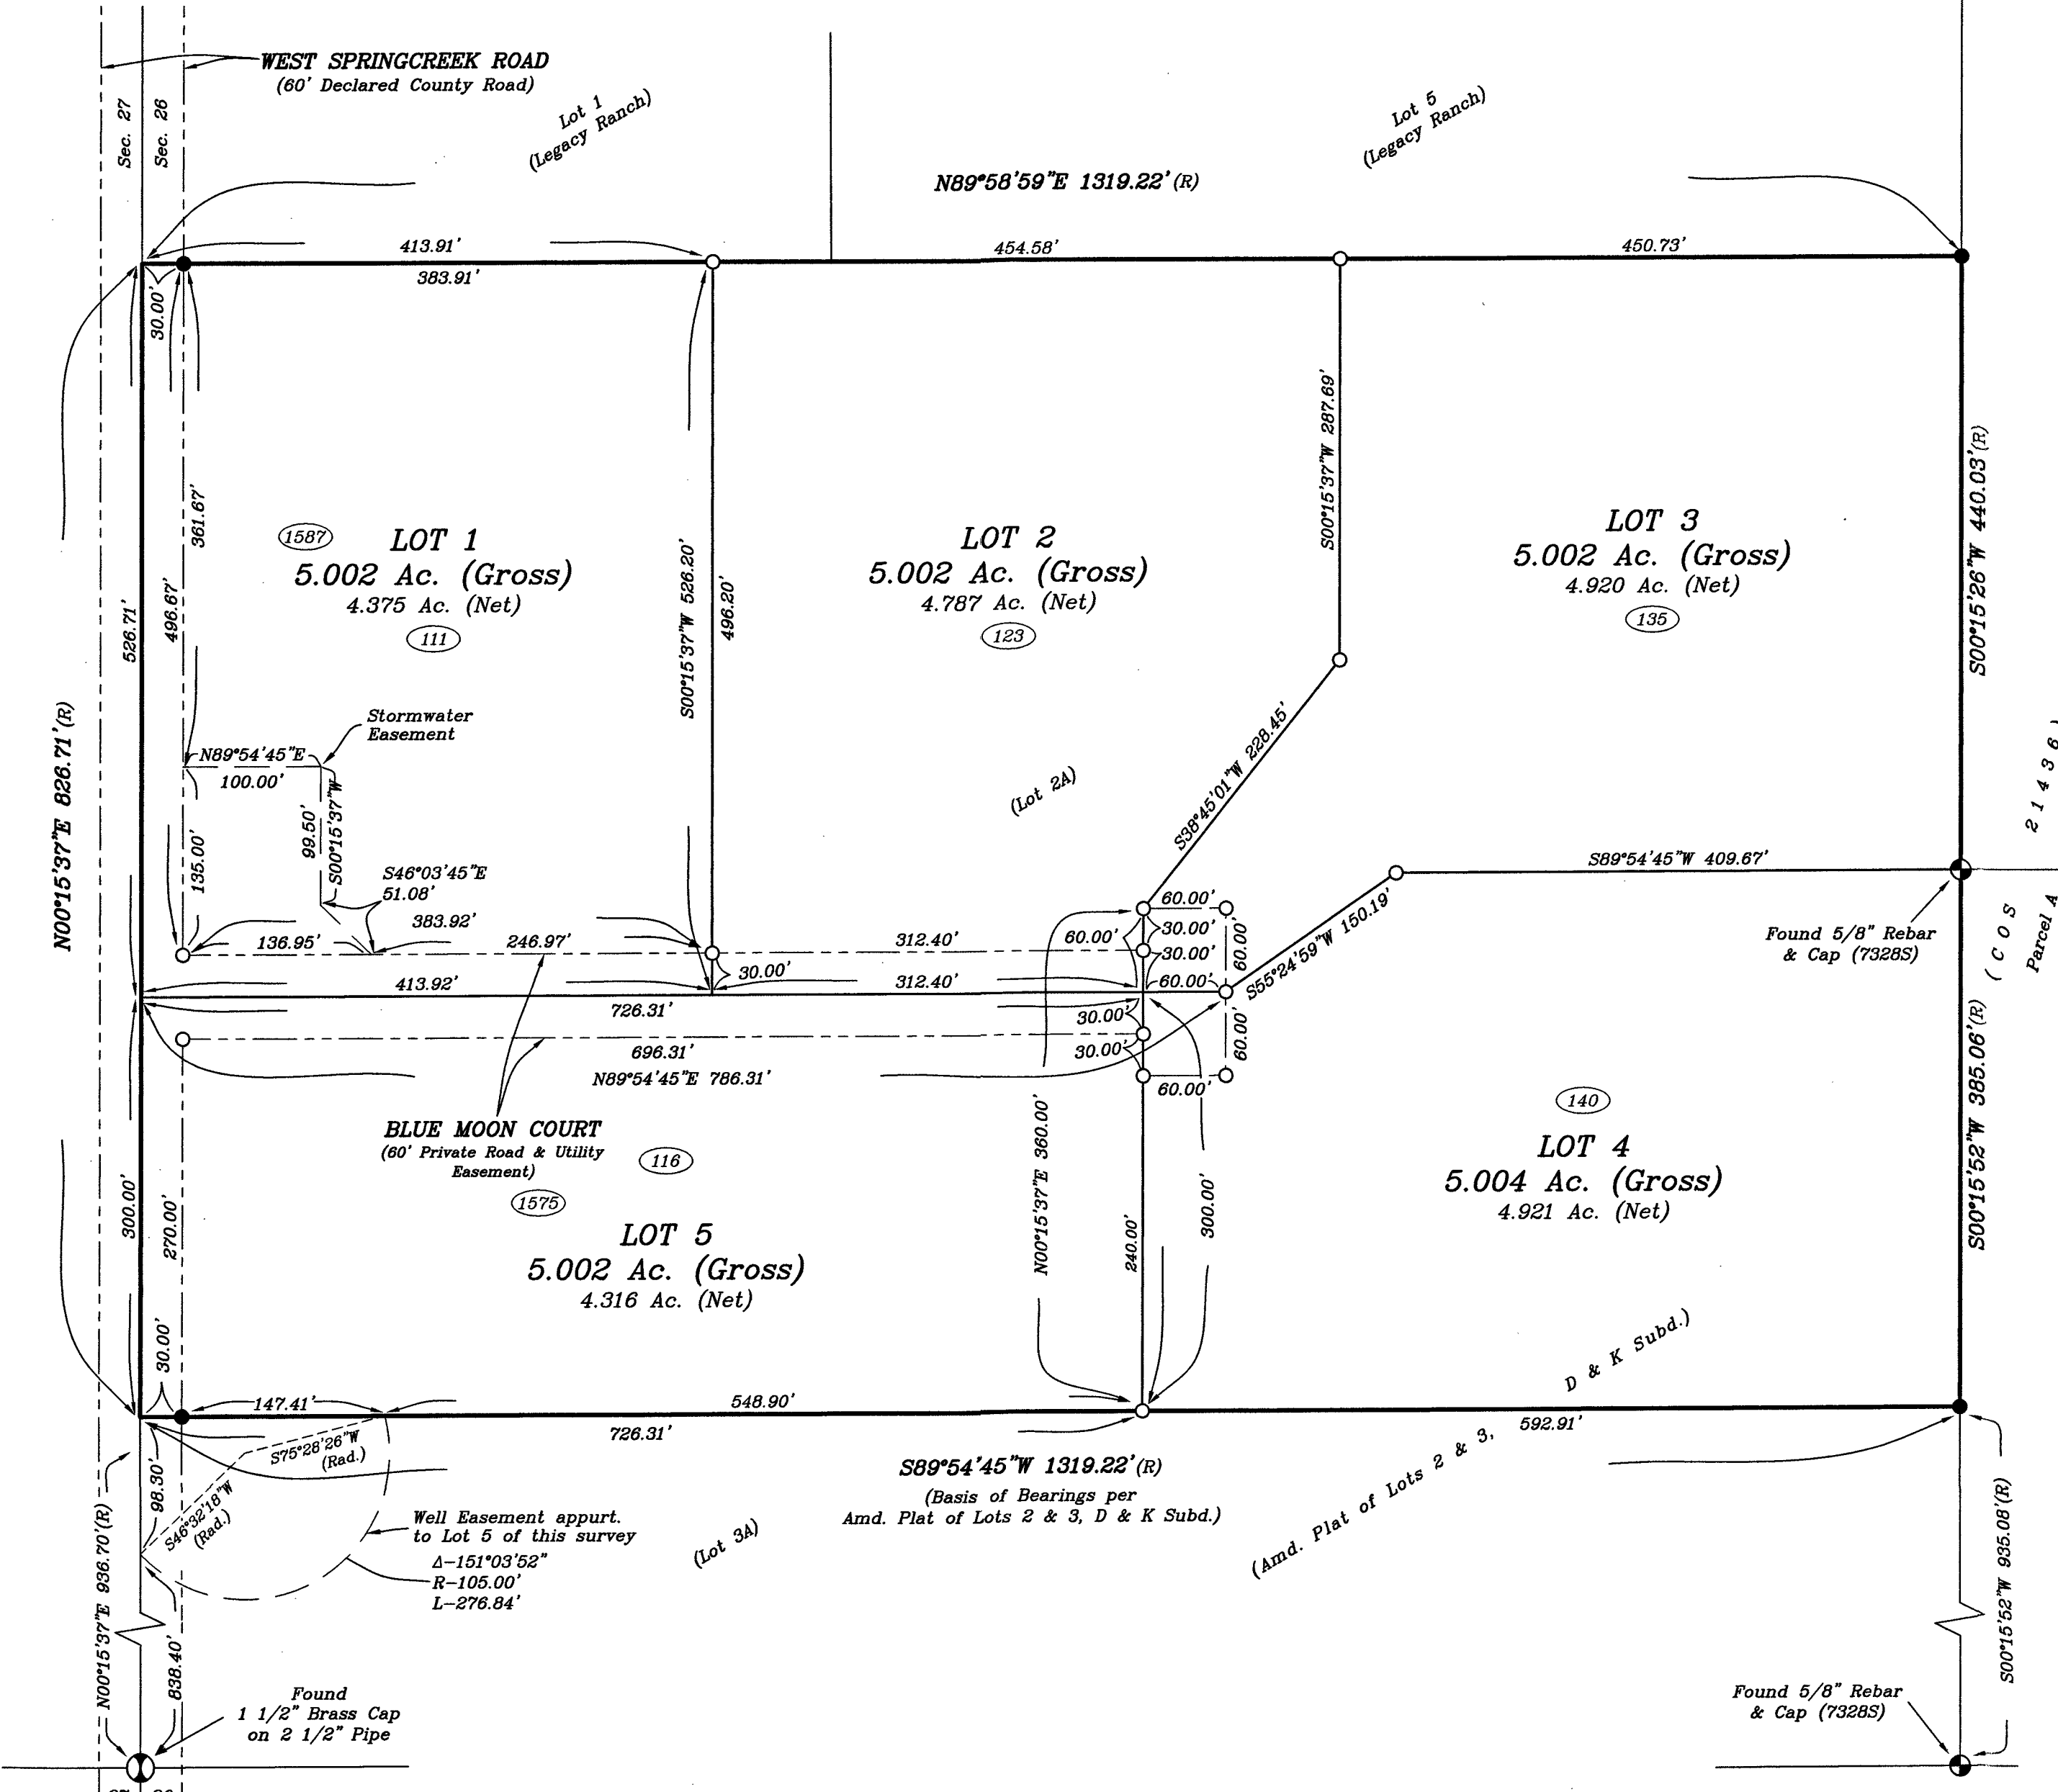 WEST SPRINGCREEK ROAD
(60' Declared County Road)
Sec. 27
Sec. 26
Lot 1
(Legacy Ranch)
Lot 5
(Legacy Ranch)
N89°58'59"E 1319.22'(R)
413.91'
454.58'
450.73'
383.91'
30.00'
361.67'
496.67'
526.71'
N00°15'37"E 826.71'(R)
1587
LOT 1
5.002 Ac. (Gross)
4.375 Ac. (Net)
111
S00°15'37"W 526.20'
496.20'
LOT 2
5.002 Ac. (Gross)
4.787 Ac. (Net)
123
S00°15'37"W 287.69'
LOT 3
5.002 Ac. (Gross)
4.920 Ac. (Net)
135
S00°15'26"W 440.03'(R)
Stormwater
Easement
N89°54'45"E
100.00'
99.50'
S00°15'37"W
135.00'
S46°03'45"E
51.08'
383.92'
136.95'
246.97'
(Lot 2A)
S38°45'01"W 228.45'
S89°54'45"W 409.67'
S55°24'59"W 150.19'
Found 5/8" Rebar
& Cap (7328S)
(COS 21436)
Parcel A
312.40'
60.00'
30.00'
60.00'
30.00'
60.00'
60.00'
413.92'
30.00'
312.40'
726.31'
30.00'
30.00'
60.00'
60.00'
696.31'
N89°54'45"E 786.31'
BLUE MOON COURT
(60' Private Road & Utility
Easement)
116
1575
LOT 5
5.002 Ac. (Gross)
4.316 Ac. (Net)
300.00'
270.00'
30.00'
N00°15'37"E 360.00'
240.00'
300.00'
140
LOT 4
5.004 Ac. (Gross)
4.921 Ac. (Net)
S00°15'52"W 385.06'(R)
147.41'
548.90'
726.31'
592.91'
S89°54'45"W 1319.22'(R)
(Basis of Bearings per
Amd. Plat of Lots 2 & 3, D & K Subd.)
(Amd. Plat of Lots 2 & 3, D & K Subd.)
(Lot 3A)
S75°28'26"W
(Rad.)
S46°32'18"W
(Rad.)
98.30'
Well Easement appurt.
to Lot 5 of this survey
Δ-151°03'52"
R-105.00'
L-276.84'
N00°15'37"E 936.70'(R)
838.40'
S00°15'52"W 935.08'(R)
Found
1 1/2" Brass Cap
on 2 1/2" Pipe
Found 5/8" Rebar
& Cap (7328S)